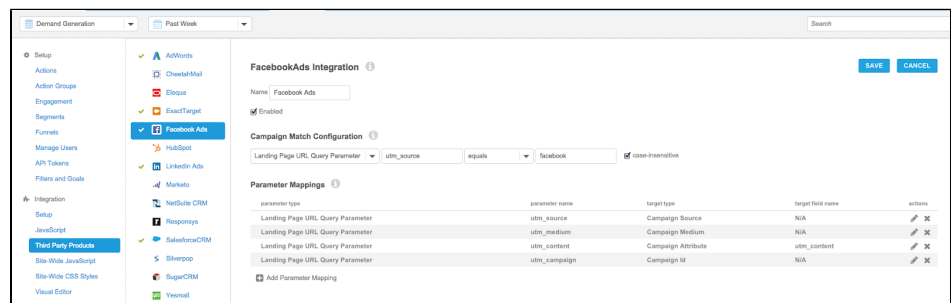 Demand Generation Past Week Search
Setup
Actions
Action Groups
Engagement
Segments
Funnels
Manage Users
API Tokens
Filters and Goals
Integration
Setup
JavaScript
Third Party Products
Site-Wide JavaScript
Site-Wide CSS Styles
Visual Editor
AdWords
CheetahMail
Eloqua
ExactTarget
Facebook Ads
HubSpot
LinkedIn Ads
Marketo
NetSuite CRM
Responsys
SalesforceCRM
Silverpop
SugarCRM
Yesmail
FacebookAds Integration SAVE CANCEL
Name Facebook Ads
Enabled
Campaign Match Configuration
Landing Page URL Query Parameter utm_source equals facebook case-insensitive
Parameter Mappings
parameter type parameter name target type target field name actions
Landing Page URL Query Parameter utm_source Campaign Source N/A
Landing Page URL Query Parameter utm_medium Campaign Medium N/A
Landing Page URL Query Parameter utm_content Campaign Attribute utm_content
Landing Page URL Query Parameter utm_campaign Campaign Id N/A
Add Parameter Mapping